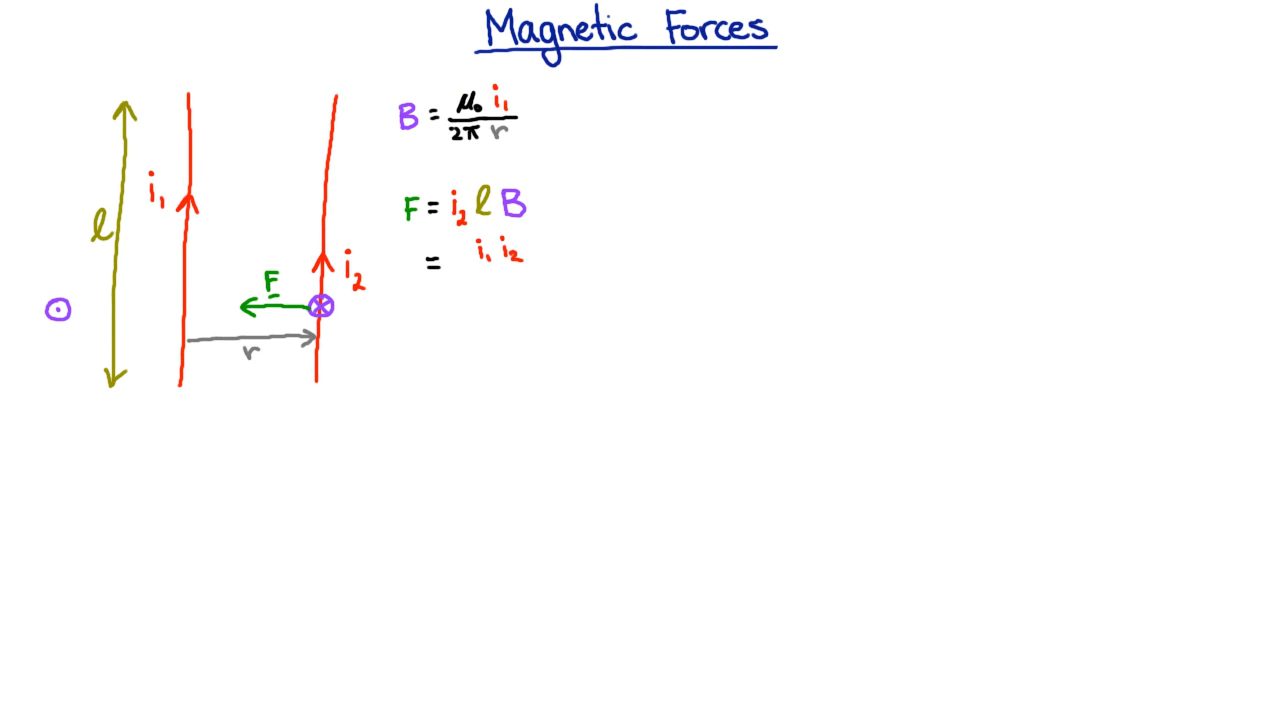 Magnetic Forces
B = μ₀ i₁ / 2π r
l
i₁
F = i₂ l B
= i₁ i₂
i₂
F
r